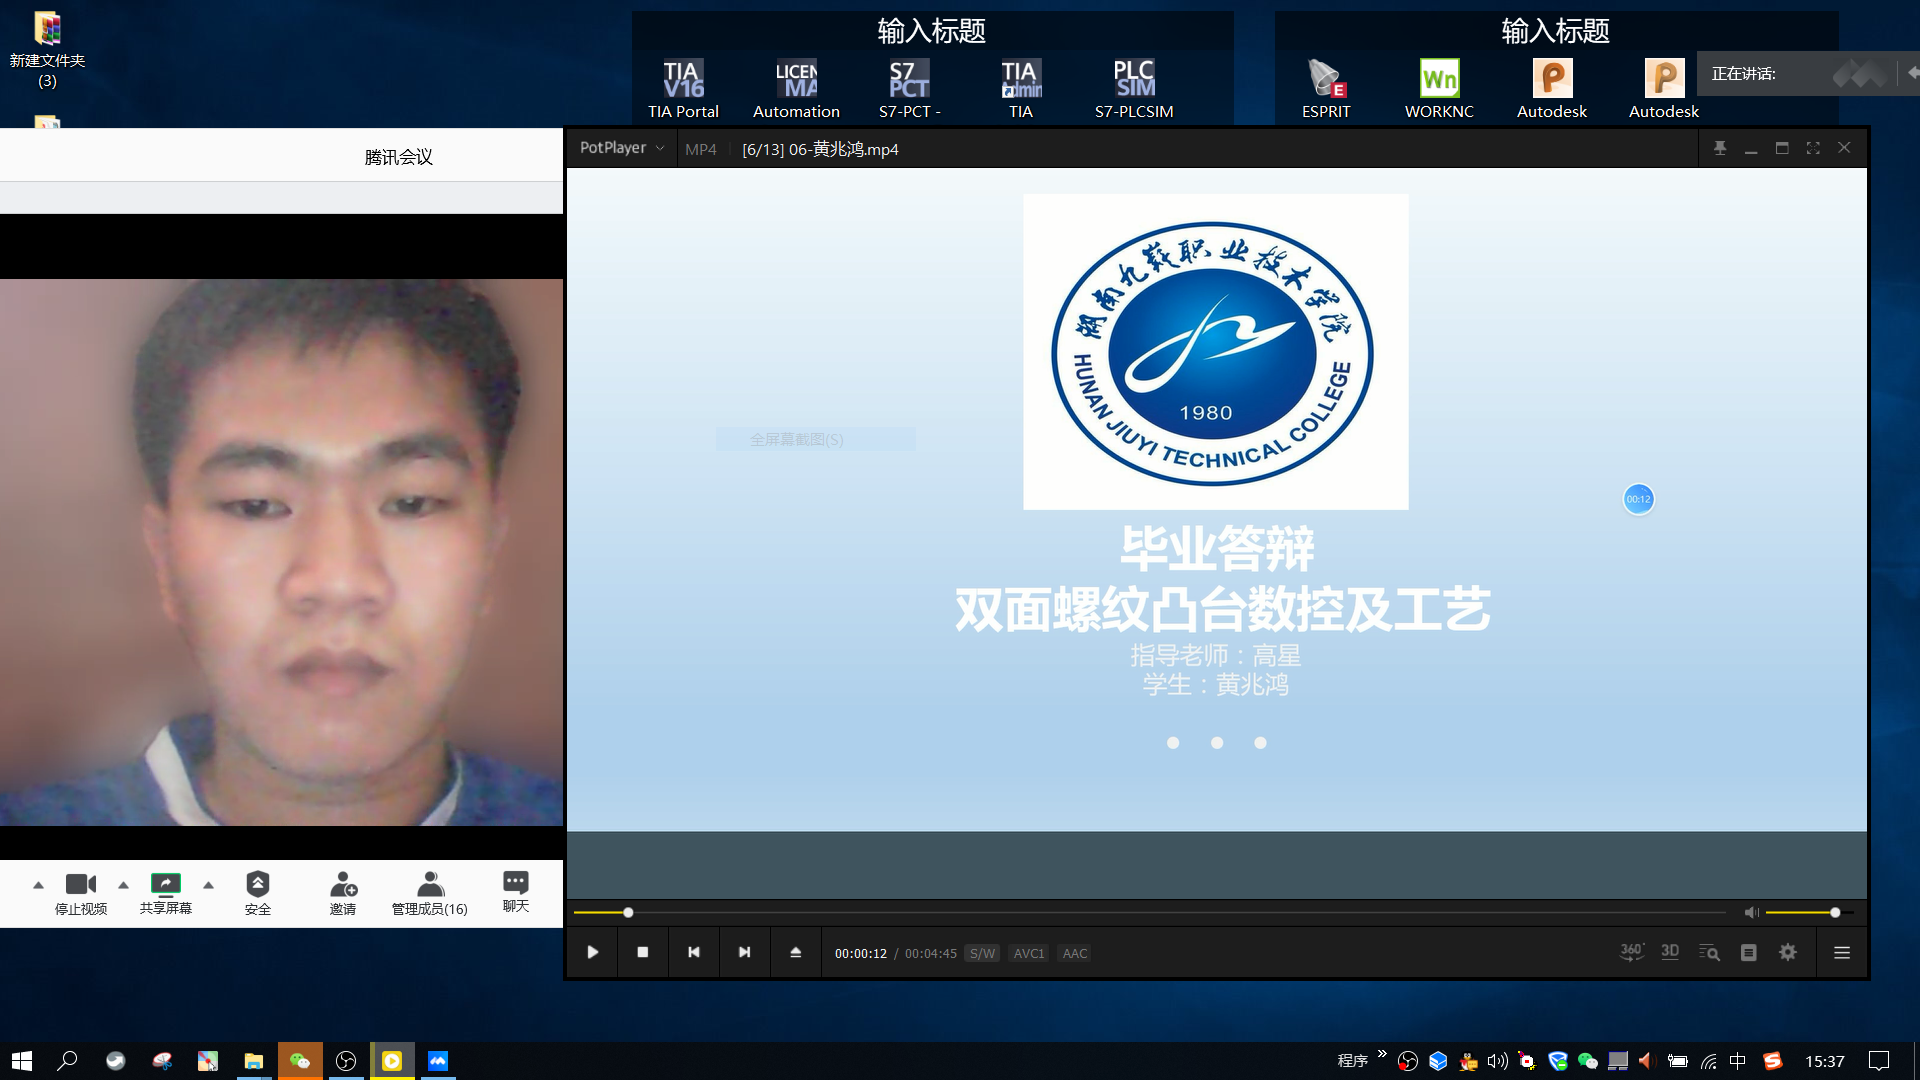 新建文件夹
(3)
输入标题
TIA
V16
LICEN
MA
S7
PCT
TIA
Admin
PLC
SIM
TIA Portal
Automation
S7-PCT -
TIA
S7-PLCSIM
输入标题
E
Wn
ESPRIT
WORKNC
Autodesk
Autodesk
正在讲话:
腾讯会议
PotPlayer
MP4
[6/13] 06-黄兆鸿.mp4
湖南九嶷职业技术学院
1980
HUNAN JIUYI TECHNICAL COLLEGE
全屏幕截图(S)
00:12
毕业答辩
双面螺纹凸台数控及工艺
指导老师：高星
学生：黄兆鸿
停止视频
共享屏幕
安全
邀请
管理成员(16)
聊天
00:00:12 / 00:04:45 S/W AVC1 AAC
360°
3D
程序
中
15:37